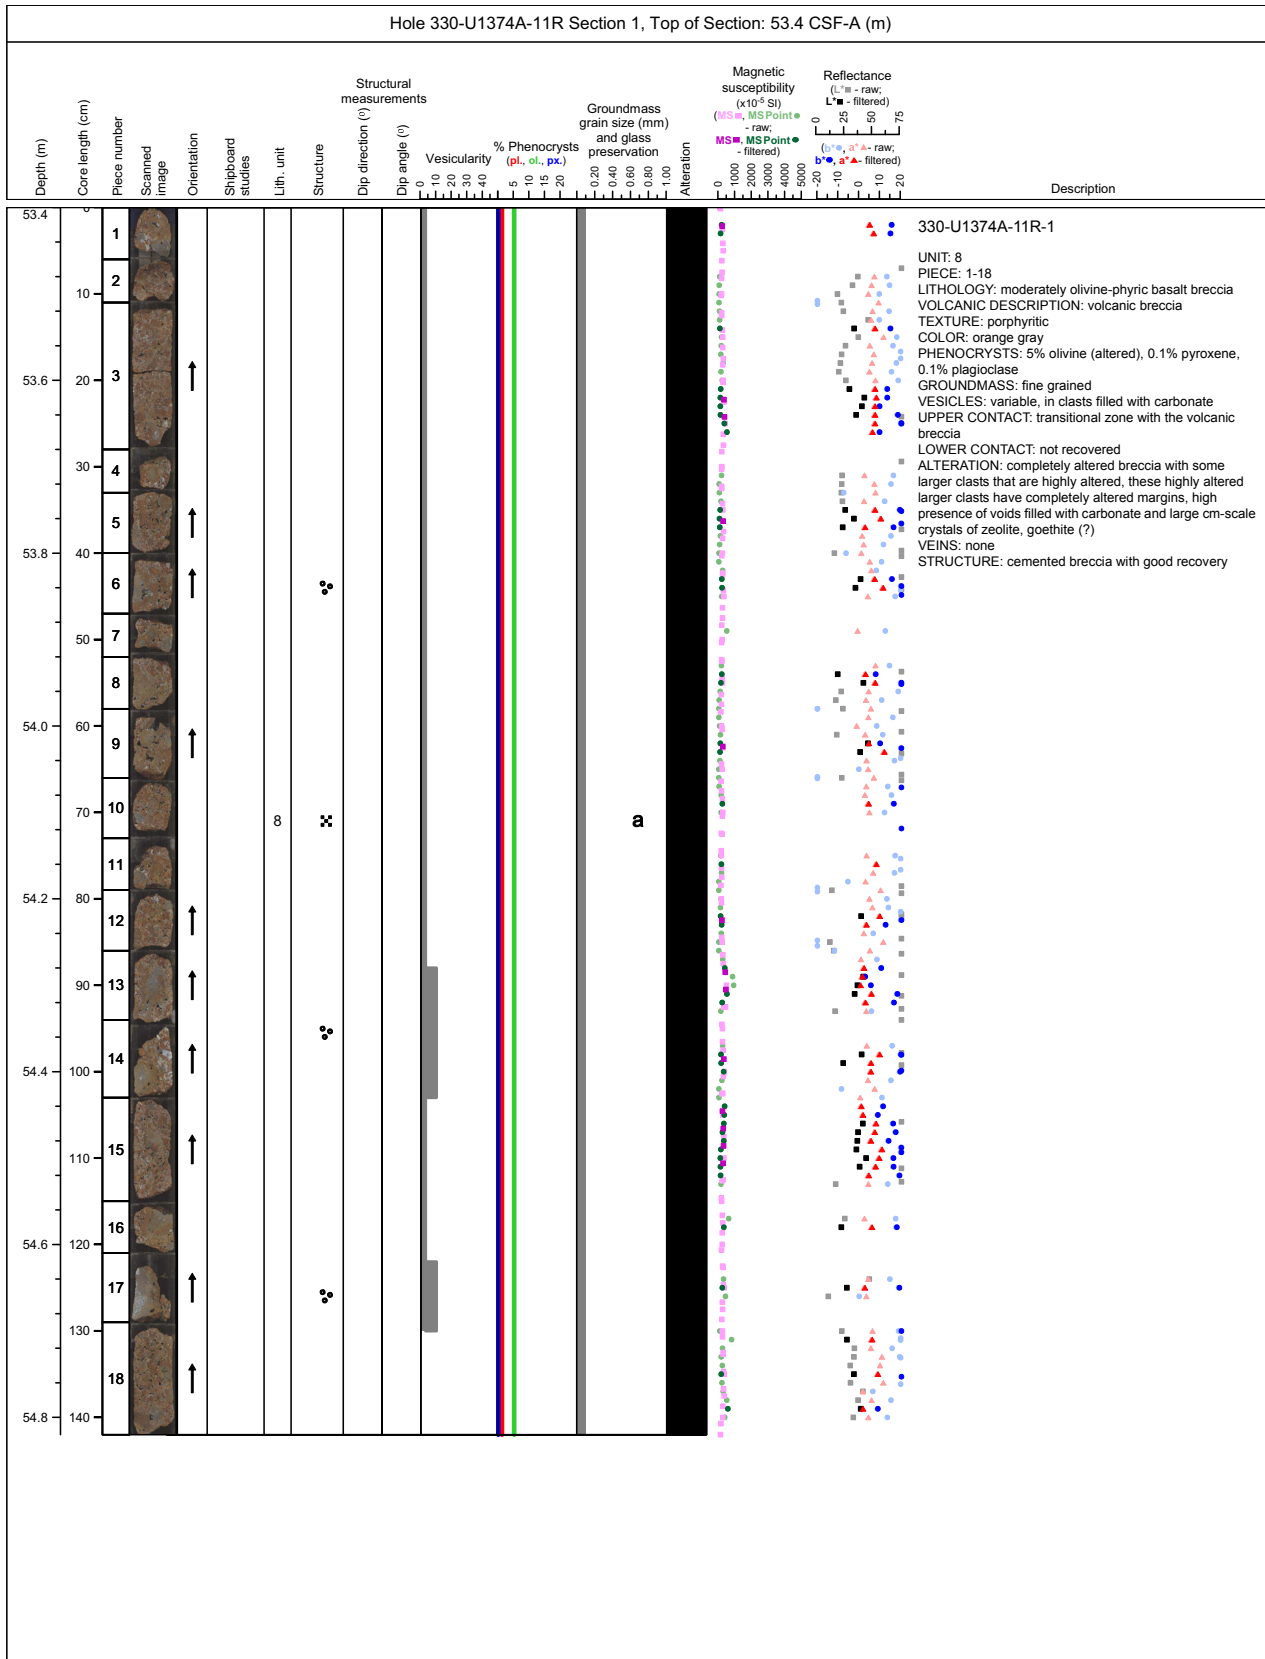 Hole 330-U1374A-11R Section 1, Top of Section: 53.4 CSF-A (m)
Depth (m)
Core length (cm)
Piece number
Scanned
image
Orientation
Shipboard
studies
Lith. unit
Structure
Structural
measurements
Dip direction (º)
Dip angle (º)
Vesicularity
0
10
20
30
40
% Phenocrysts
(pl., ol., px.)
5
10
15
20
Groundmass
grain size (mm)
and glass
preservation
0.20
0.40
0.60
0.80
1.00
Alteration
Magnetic
susceptibility
(x10-5 SI)
(MS, MSPoint
- raw;
MS, MSPoint
- filtered)
0
1000
2000
3000
4000
5000
Reflectance
(L* - raw;
L* - filtered)
0
25
50
75
(b*, a* - raw;
b*, a* - filtered)
-20
-10
0
10
20
Description
53.4
53.6
53.8
54.0
54.2
54.4
54.6
54.8
0
10
20
30
40
50
60
70
80
90
100
110
120
130
140
1
2
3
4
5
6
7
8
9
10
11
12
13
14
15
16
17
18
8
a
330-U1374A-11R-1
UNIT: 8
PIECE: 1-18
LITHOLOGY: moderately olivine-phyric basalt breccia
VOLCANIC DESCRIPTION: volcanic breccia
TEXTURE: porphyritic
COLOR: orange gray
PHENOCRYSTS: 5% olivine (altered), 0.1% pyroxene,
0.1% plagioclase
GROUNDMASS: fine grained
VESICLES: variable, in clasts filled with carbonate
UPPER CONTACT: transitional zone with the volcanic
breccia
LOWER CONTACT: not recovered
ALTERATION: completely altered breccia with some
larger clasts that are highly altered, these highly altered
larger clasts have completely altered margins, high
presence of voids filled with carbonate and large cm-scale
crystals of zeolite, goethite (?)
VEINS: none
STRUCTURE: cemented breccia with good recovery